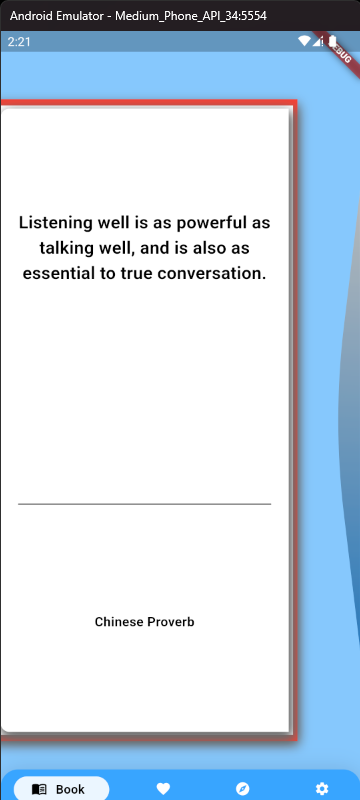 Android Emulator - Medium_Phone_API_34:5554
2:21
DEBUG
Listening well is as powerful as
talking well, and is also as
essential to true conversation.
Chinese Proverb
Book